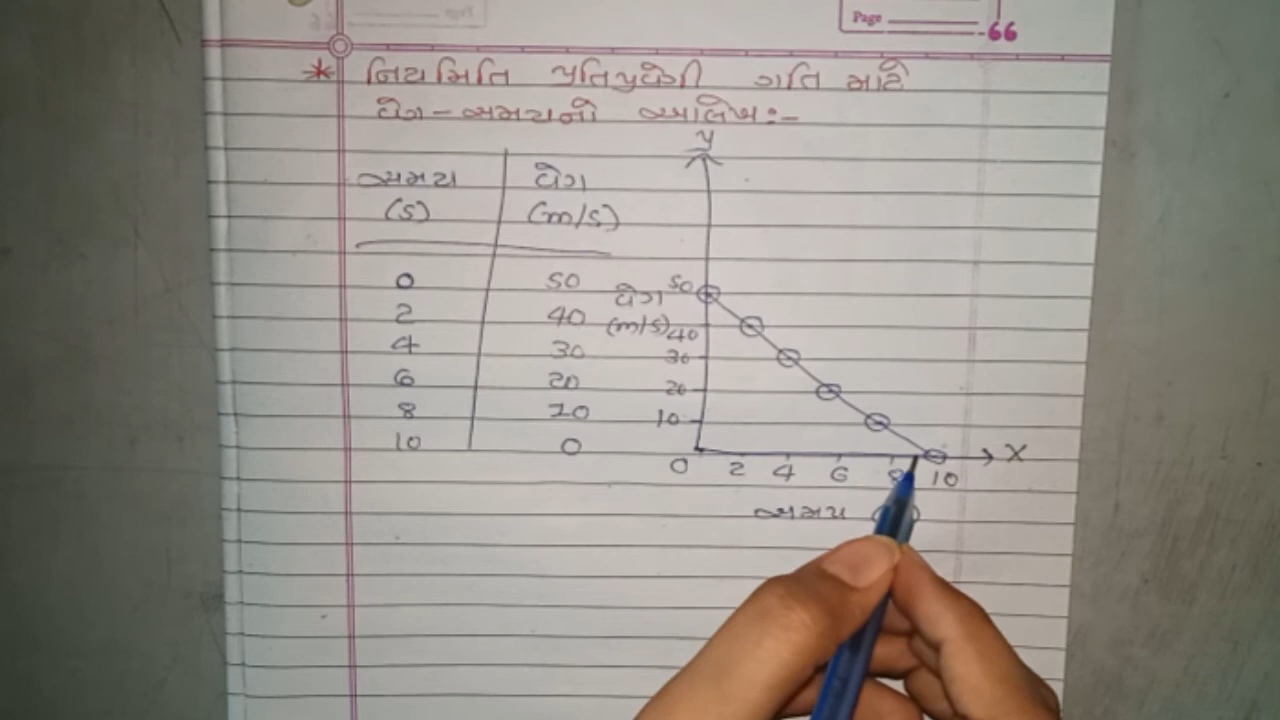 Page 66
* નિયમિતિ પ્રતિપ્રવેગી ગતિ માટે
વેગ - સમયનો આલેખ :-
સમય વેગ
(s) (m/s)
0 50
2 40
4 30
6 20
8 10
10 0
y
વેગ
(m/s)
50
40
30
20
10
0 2 4 6 8 10 X
સમય